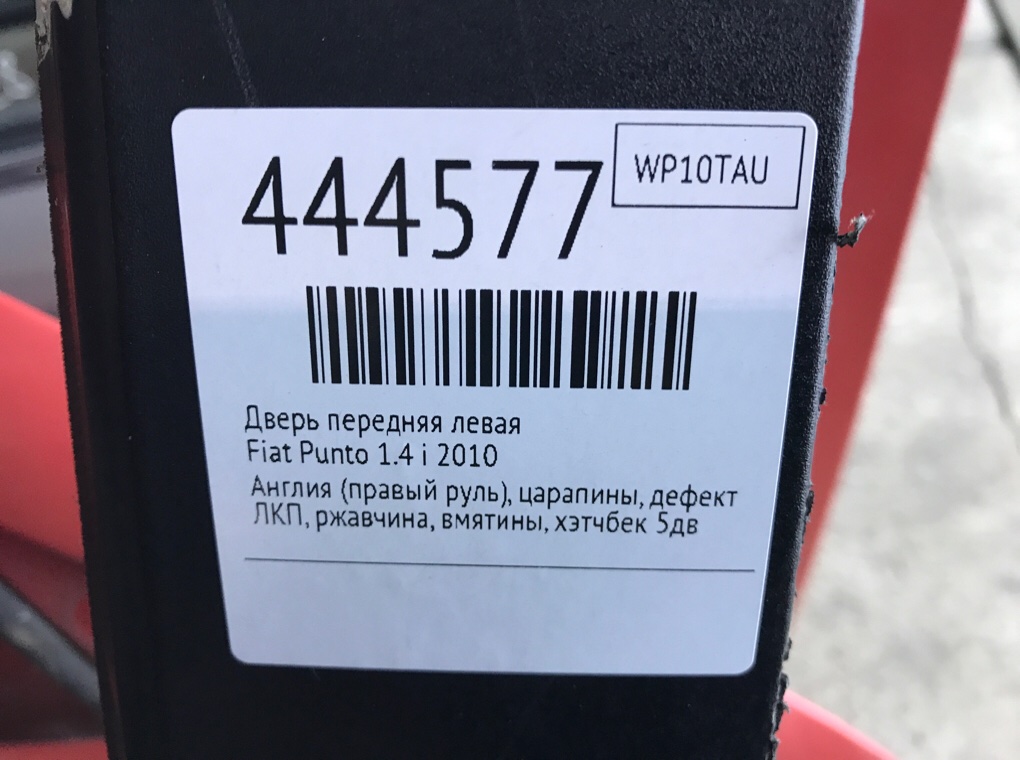 444577
WP10TAU
Дверь передняя левая
Fiat Punto 1.4 i 2010
Англия (правый руль), царапины, дефект
ЛКП, ржавчина, вмятины, хэтчбек 5дв